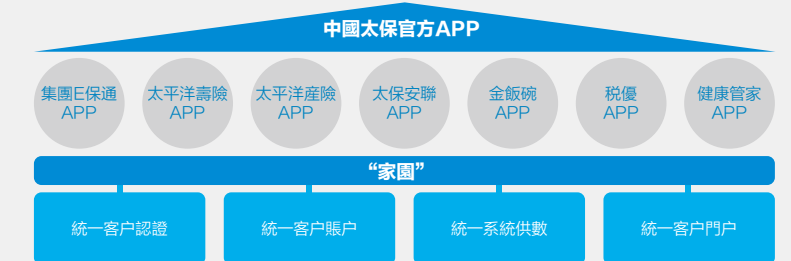 中國太保官方APP
集團E保通
APP
太平洋壽險
APP
太平洋産險
APP
太保安聯
APP
金飯碗
APP
税優
APP
健康管家
APP
“家園”
統一客户認證
統一客户賬户
統一系統供數
統一客户門户